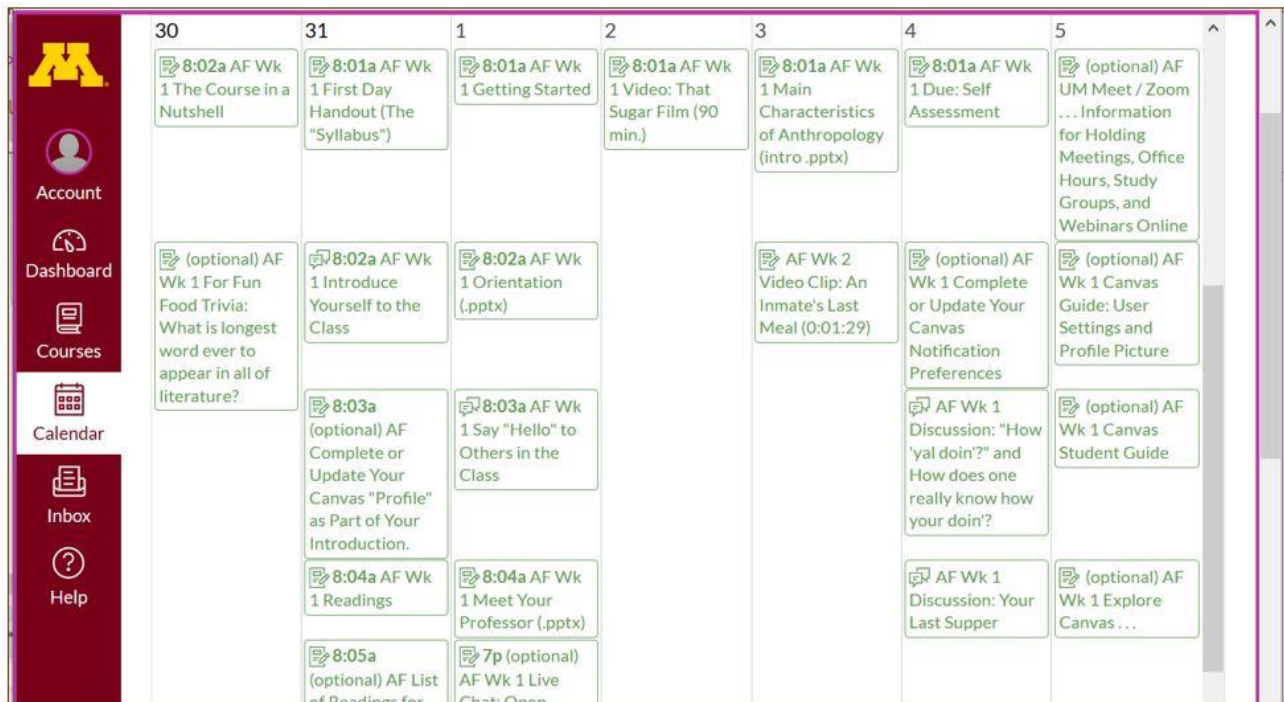 M
Account
Dashboard
Courses
Calendar
Inbox
Help
30
8:02a AF Wk
1 The Course in a
Nutshell
(optional) AF
Wk 1 For Fun
Food Trivia:
What is longest
word ever to
appear in all of
literature?
31
8:01a AF Wk
1 First Day
Handout (The
"Syllabus")
8:02a AF Wk
1 Introduce
Yourself to the
Class
8:03a
(optional) AF
Complete or
Update Your
Canvas "Profile"
as Part of Your
Introduction.
8:04a AF Wk
1 Readings
8:05a
(optional) AF List
of Readings for
1
8:01a AF Wk
1 Getting Started
8:02a AF Wk
1 Orientation
(.pptx)
8:03a AF Wk
1 Say "Hello" to
Others in the
Class
8:04a AF Wk
1 Meet Your
Professor (.pptx)
7p (optional)
AF Wk 1 Live
Chat: Open
2
8:01a AF Wk
1 Video: That
Sugar Film (90
min.)
3
8:01a AF Wk
1 Main
Characteristics
of Anthropology
(intro .pptx)
AF Wk 2
Video Clip: An
Inmate's Last
Meal (0:01:29)
4
8:01a AF Wk
1 Due: Self
Assessment
(optional) AF
Wk 1 Complete
or Update Your
Canvas
Notification
Preferences
AF Wk 1
Discussion: "How
'yal doin'?" and
How does one
really know how
your doin'?
AF Wk 1
Discussion: Your
Last Supper
5
(optional) AF
UM Meet / Zoom
. . . Information
for Holding
Meetings, Office
Hours, Study
Groups, and
Webinars Online
(optional) AF
Wk 1 Canvas
Guide: User
Settings and
Profile Picture
(optional) AF
Wk 1 Canvas
Student Guide
(optional) AF
Wk 1 Explore
Canvas . . .